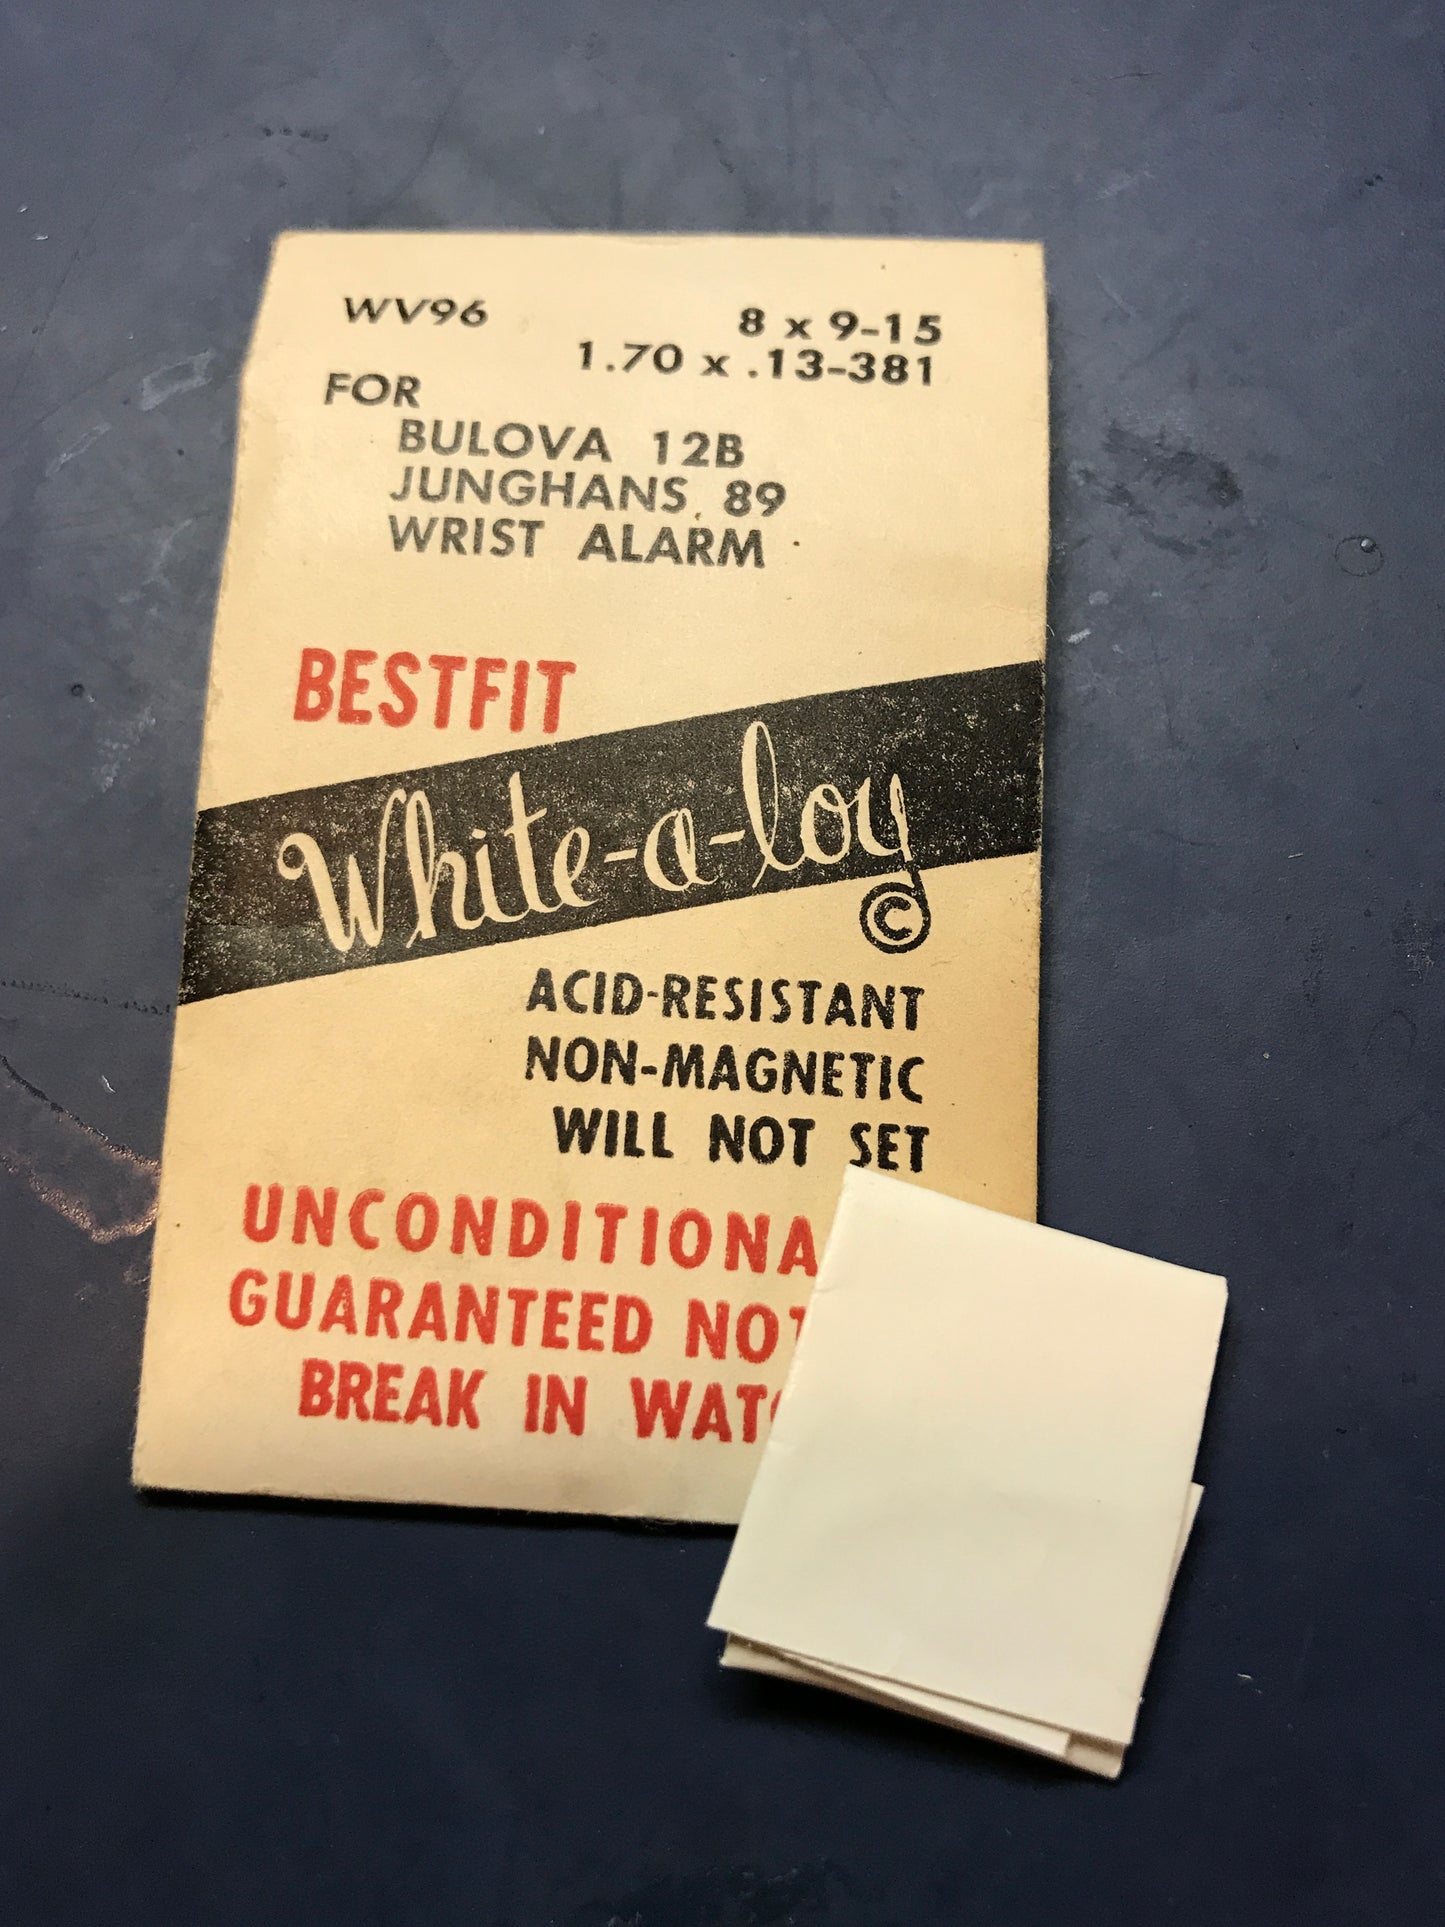 WV96 8 x 9-15
1.70 x .13-381
FOR
BULOVA 12B
JUNGHANS 89
WRIST ALARM
BESTFIT
White-a-loy
©
ACID-RESISTANT
NON-MAGNETIC
WILL NOT SET
UNCONDITIONA
GUARANTEED NOT
BREAK IN WATC